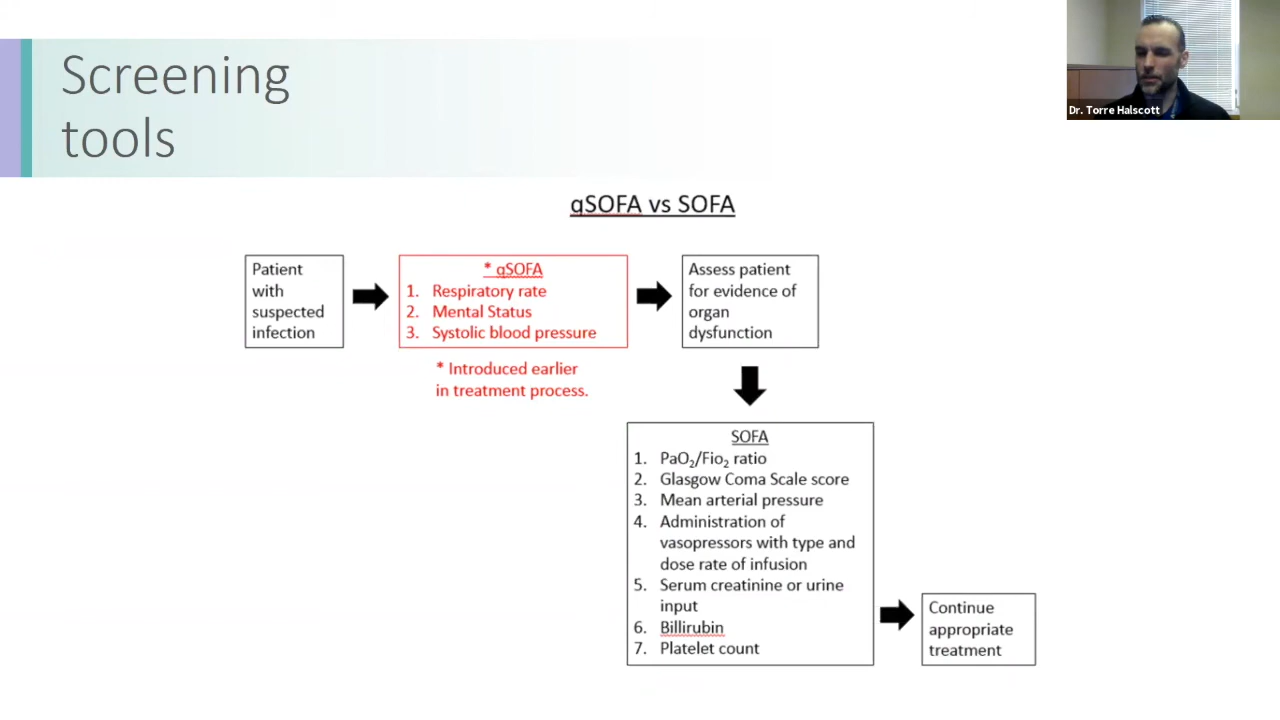 Screening
tools
Dr. Torre Halscott
qSOFA vs SOFA
Patient
with
suspected
infection
* qSOFA
1. Respiratory rate
2. Mental Status
3. Systolic blood pressure
* Introduced earlier
in treatment process.
Assess patient
for evidence of
organ
dysfunction
SOFA
1. PaO₂/Fio₂ ratio
2. Glasgow Coma Scale score
3. Mean arterial pressure
4. Administration of
vasopressors with type and
dose rate of infusion
5. Serum creatinine or urine
input
6. Billirubin
7. Platelet count
Continue
appropriate
treatment